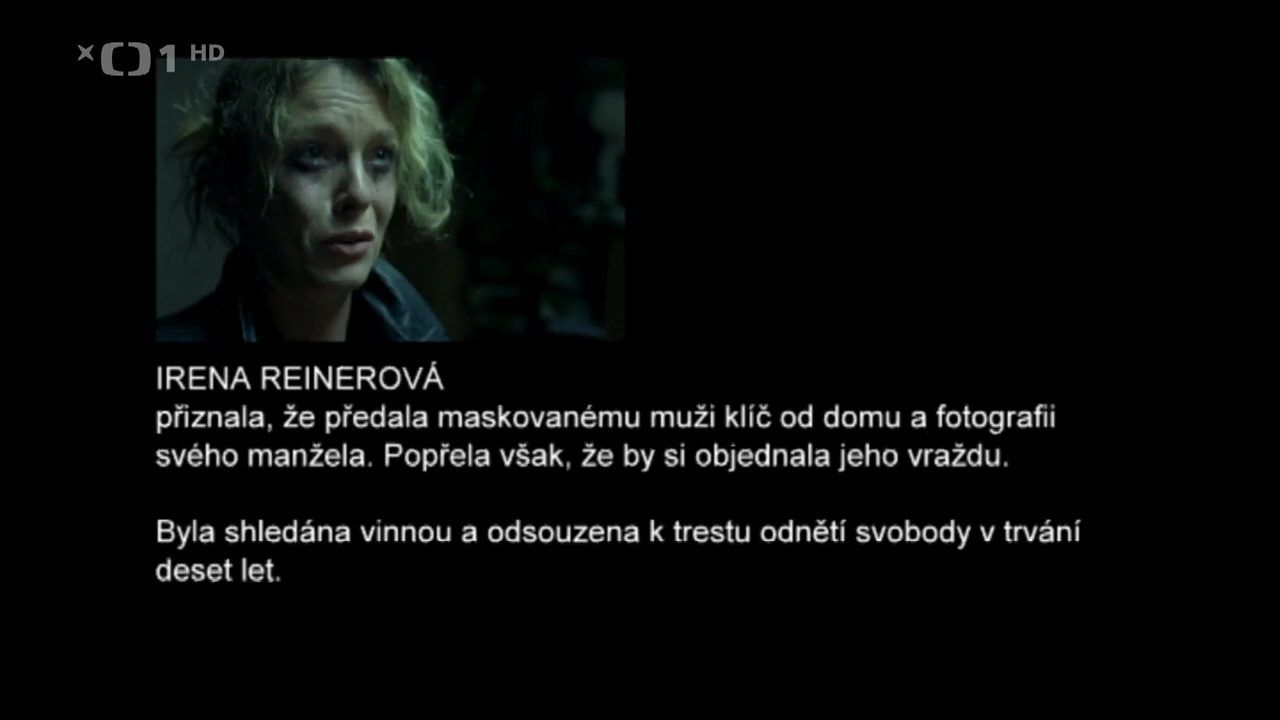 1 HD
IRENA REINEROVÁ
přiznala, že předala maskovanému muži klíč od domu a fotografii
svého manžela. Popřela však, že by si objednala jeho vraždu.
Byla shledána vinnou a odsouzena k trestu odnětí svobody v trvání
deset let.